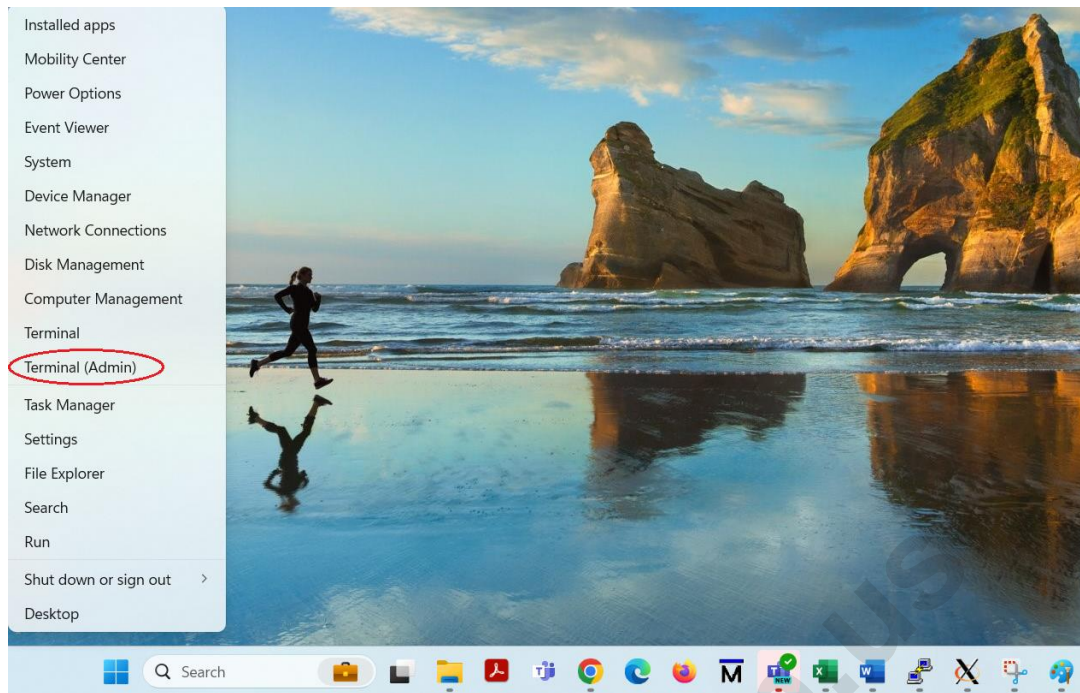 Installed apps
Mobility Center
Power Options
Event Viewer
System
Device Manager
Network Connections
Disk Management
Computer Management
Terminal
Terminal (Admin)
Task Manager
Settings
File Explorer
Search
Run
Shut down or sign out
Desktop
Search
NEW